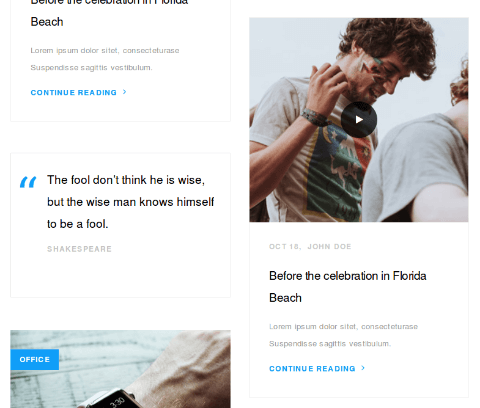 Before the celebration in Florida
Beach
Lorem ipsum dolor sitet, consecteturase
Suspendisse sagittis vestibulum.
CONTINUE READING >
“ The fool don't think he is wise,
but the wise man knows himself
to be a fool.
SHAKESPEARE
OFFICE
3:30
OCT 18, JOHN DOE
Before the celebration in Florida
Beach
Lorem ipsum dolor sitet, consecteturase
Suspendisse sagittis vestibulum.
CONTINUE READING >